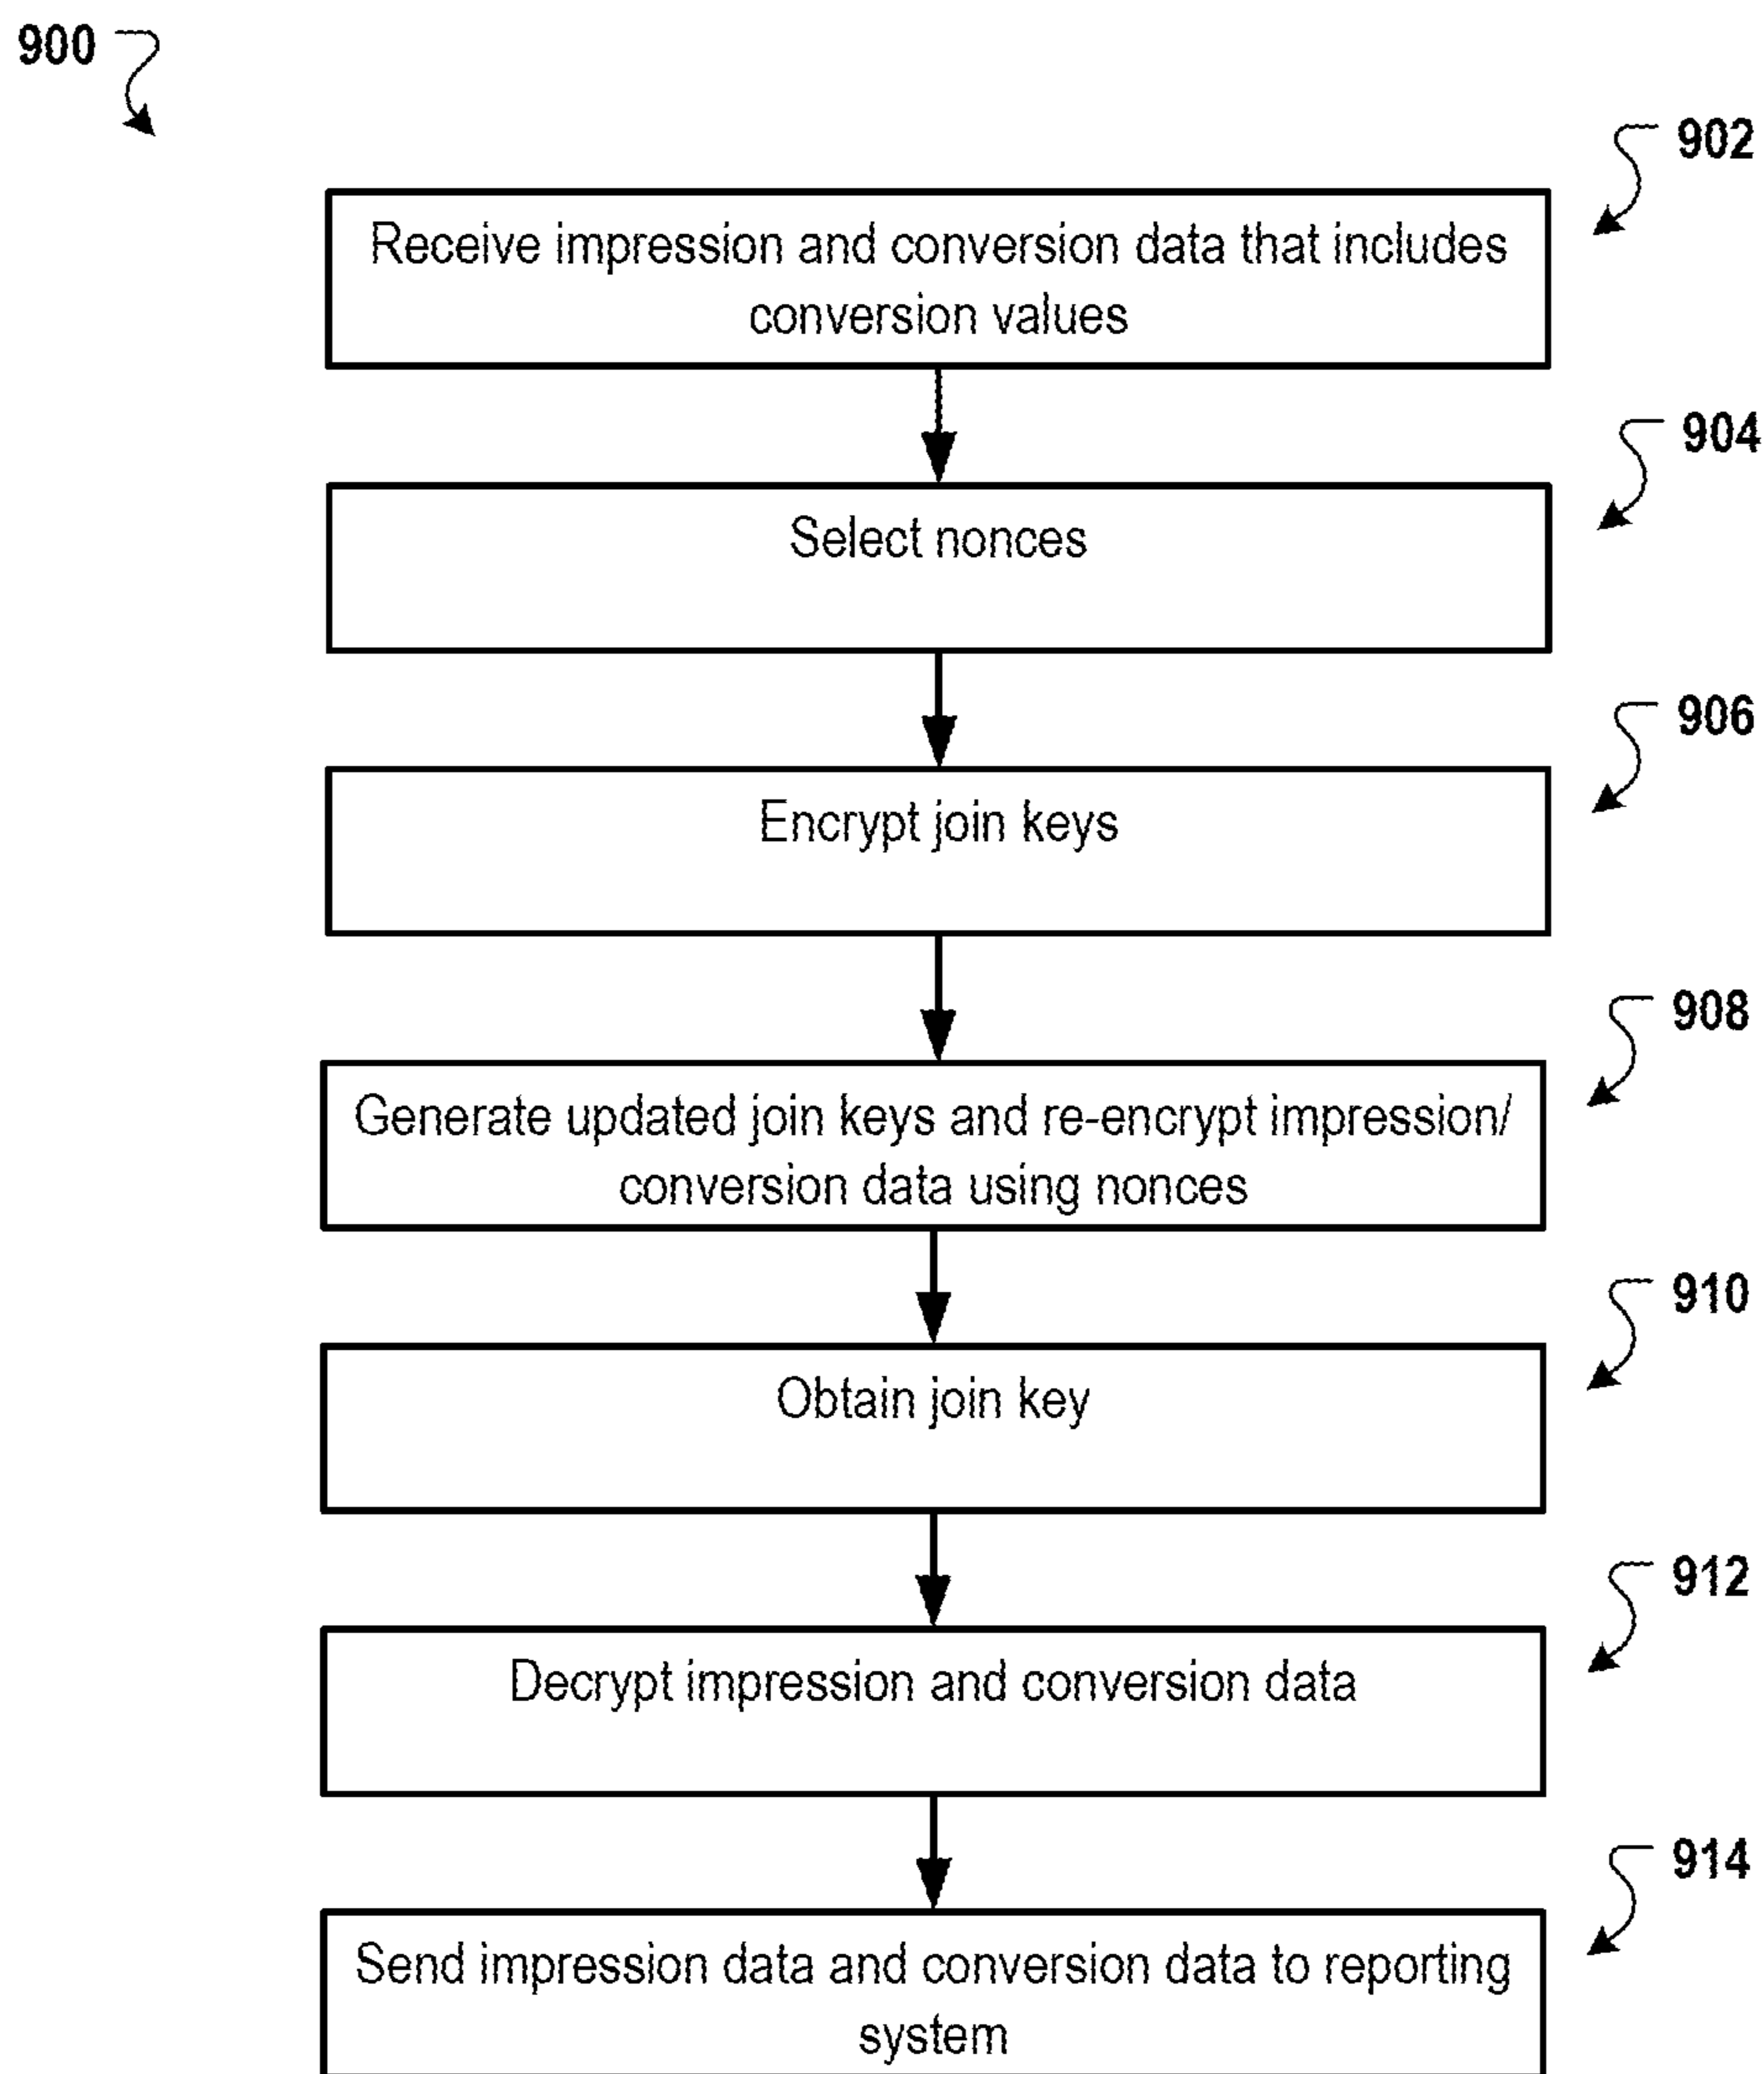 900
902
Receive impression and conversion data that includes
conversion values
904
Select nonces
906
Encrypt join keys
908
Generate updated join keys and re-encrypt impression/
conversion data using nonces
910
Obtain join key
912
Decrypt impression and conversion data
914
Send impression data and conversion data to reporting
system